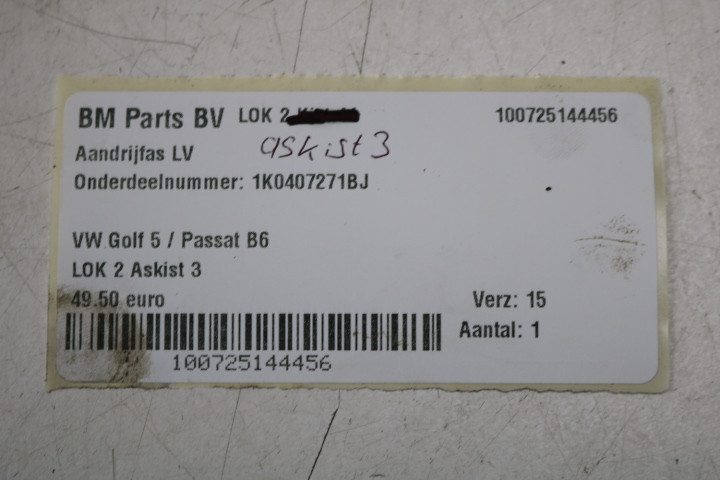 BM Parts BV LOK 2 100725144456
Aandrijfas LV askist 3
Onderdeelnummer: 1K0407271BJ
VW Golf 5 / Passat B6
LOK 2 Askist 3
49.50 euro Verz: 15
Aantal: 1
100725144456